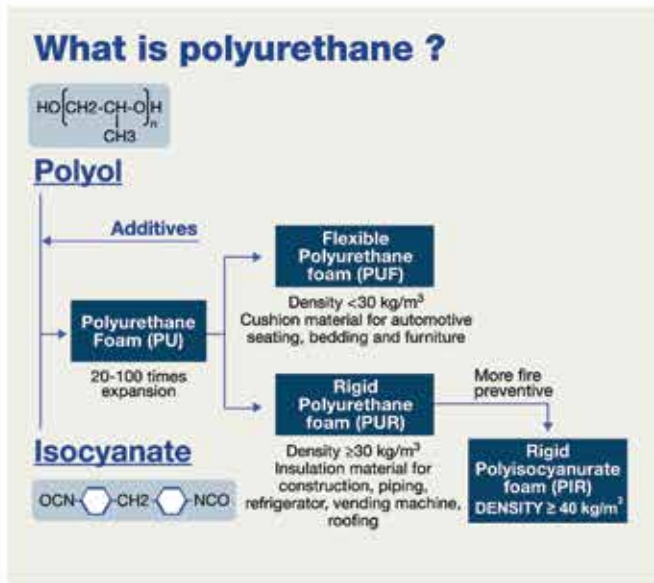 What is polyurethane ?
HO[CH2-CH-O]H
n
CH3
Polyol
Additives
Polyurethane
Foam (PU)
20-100 times
expansion
Flexible
Polyurethane
foam (PUF)
Density <30 kg/m³
Cushion material for automotive
seating, bedding and furniture
Rigid
Polyurethane
foam (PUR)
Density ≥30 kg/m³
Insulation material for
construction, piping,
refrigerator, vending machine,
roofing
More fire
preventive
Rigid
Polyisocyanurate
foam (PIR)
DENSITY ≥ 40 kg/m³
Isocyanate
OCN CH2 NCO